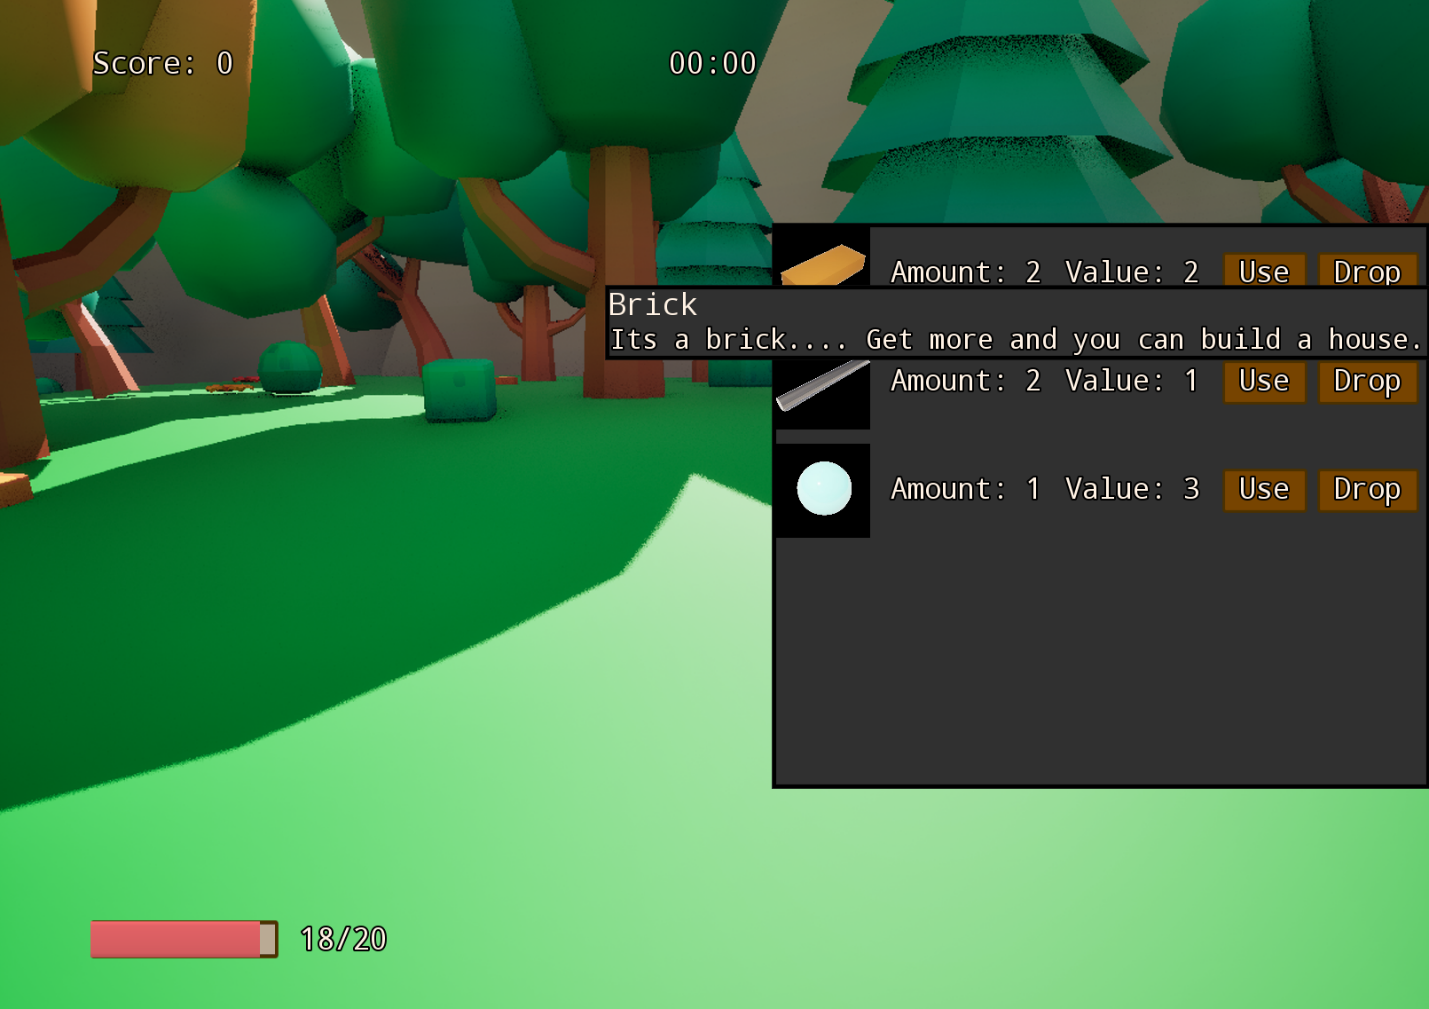 Score: 0
00:00
Amount: 2 Value: 2 Use Drop
Brick
Its a brick.... Get more and you can build a house.
Amount: 2 Value: 1 Use Drop
Amount: 1 Value: 3 Use Drop
18/20